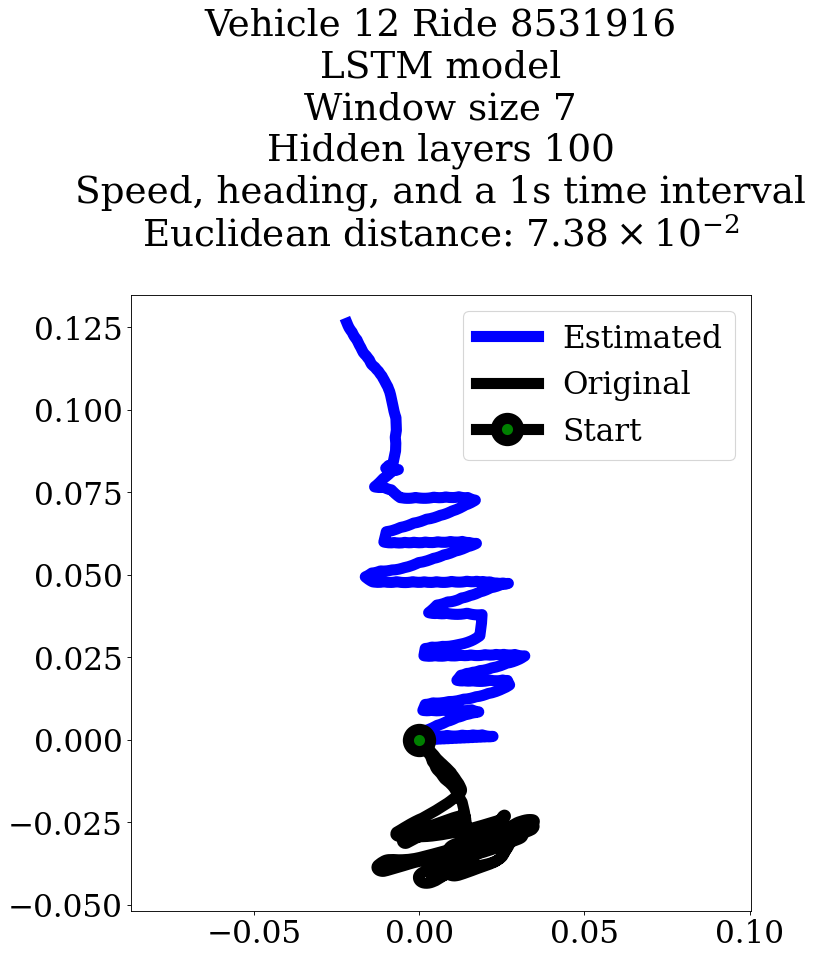 Vehicle 12 Ride 8531916
LSTM model
Window size 7
Hidden layers 100
Speed, heading, and a 1s time interval
Euclidean distance: 7.38 × 10⁻²
Estimated
Original
Start
0.125
0.100
0.075
0.050
0.025
0.000
−0.025
−0.050
−0.05 0.00 0.05 0.10